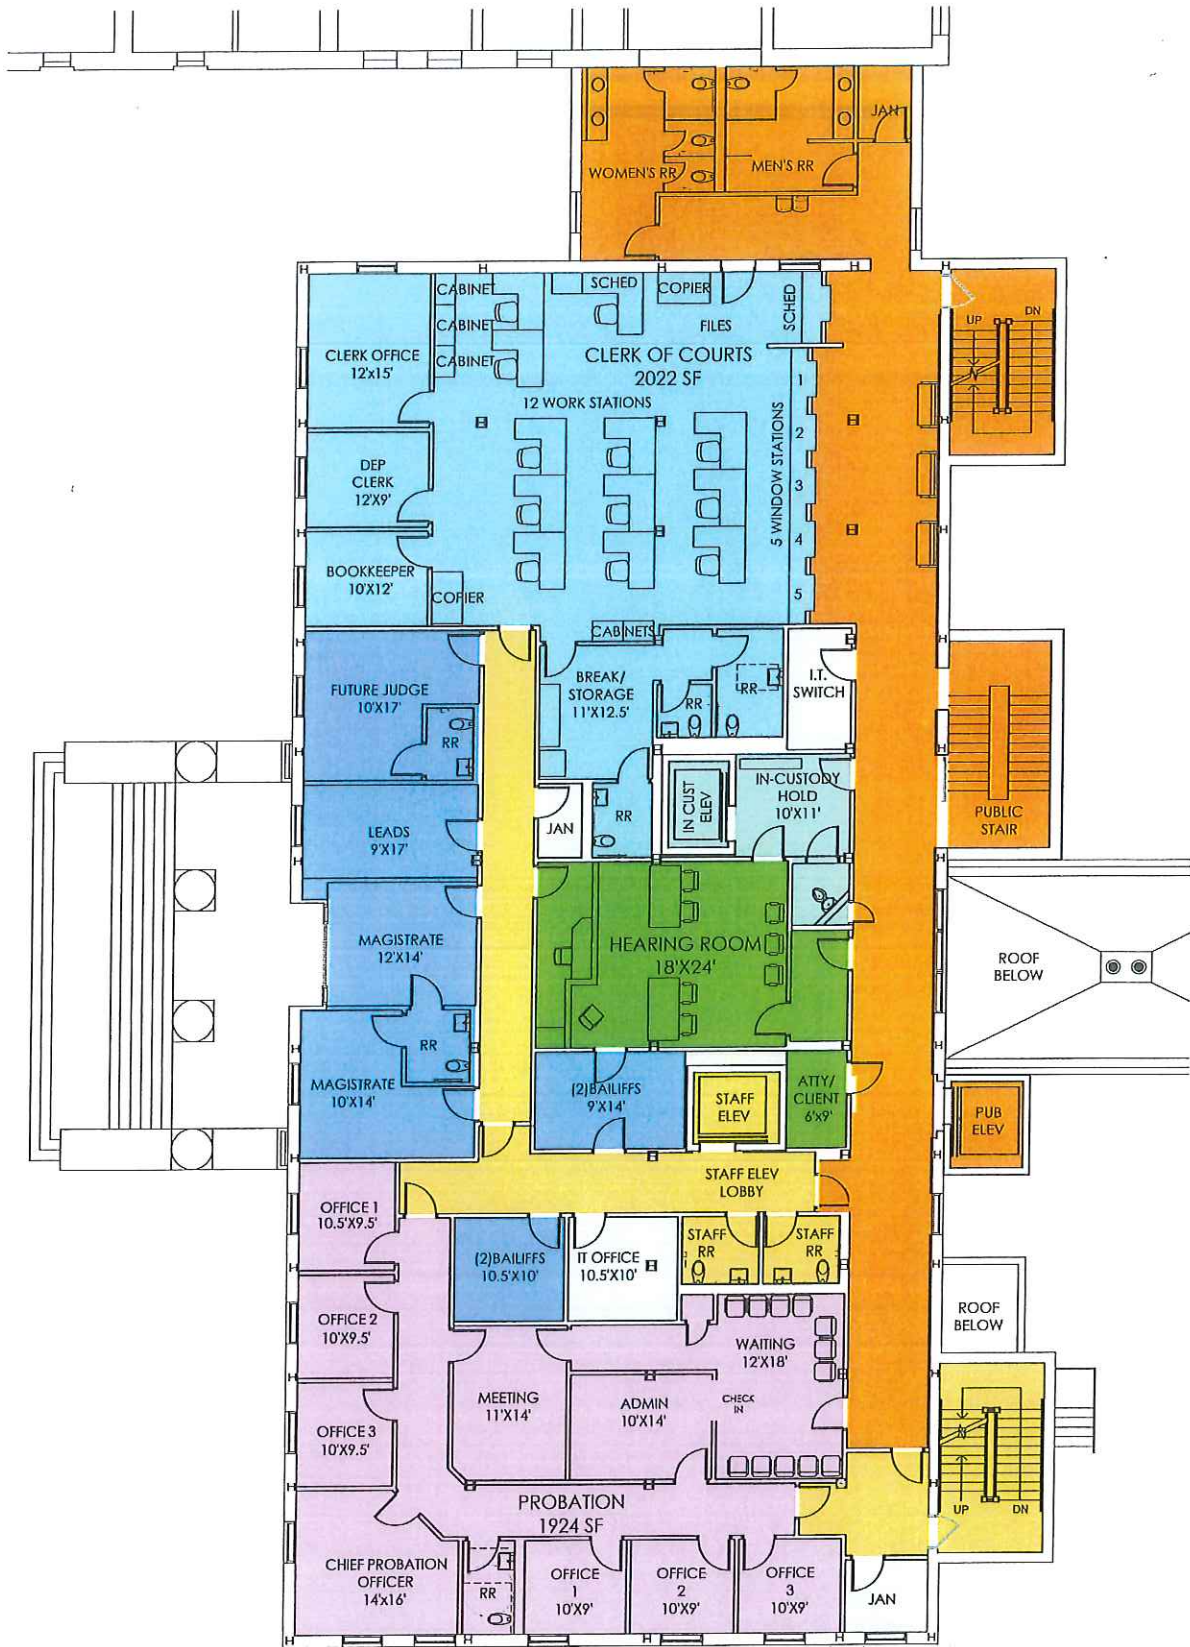 JAN
WOMEN'S RR
MEN'S RR
CABINET
SCHED
COPIER
SCHED
UP
DN
CABINET
FILES
CLERK OFFICE
12'x15'
CABINET
CLERK OF COURTS
2022 SF
1
12 WORK STATIONS
5 WINDOW STATIONS
2
DEP
CLERK
12'X9'
3
4
BOOKKEEPER
10'X12'
COPIER
5
CABINETS
FUTURE JUDGE
10'X17'
RR
BREAK/
STORAGE
11'X12.5'
RR
RR
I.T.
SWITCH
IN CUST
ELEV
IN-CUSTODY
HOLD
10'X11'
PUBLIC
STAIR
LEADS
9'X17'
JAN
RR
MAGISTRATE
12'X14'
HEARING ROOM
18'X24'
ROOF
BELOW
RR
MAGISTRATE
10'X14'
(2)BAILIFFS
9'X14'
STAFF
ELEV
ATTY/
CLIENT
6'x9'
PUB
ELEV
STAFF ELEV
LOBBY
OFFICE 1
10.5'X9.5'
(2)BAILIFFS
10.5'X10'
IT OFFICE
10.5'X10'
STAFF
RR
STAFF
RR
OFFICE 2
10'X9.5'
WAITING
12'X18'
ROOF
BELOW
MEETING
11'X14'
ADMIN
10'X14'
CHECK
IN
OFFICE 3
10'X9.5'
PROBATION
1924 SF
UP
DN
CHIEF PROBATION
OFFICER
14'x16'
RR
OFFICE
1
10'X9'
OFFICE
2
10'X9'
OFFICE
3
10'X9'
JAN